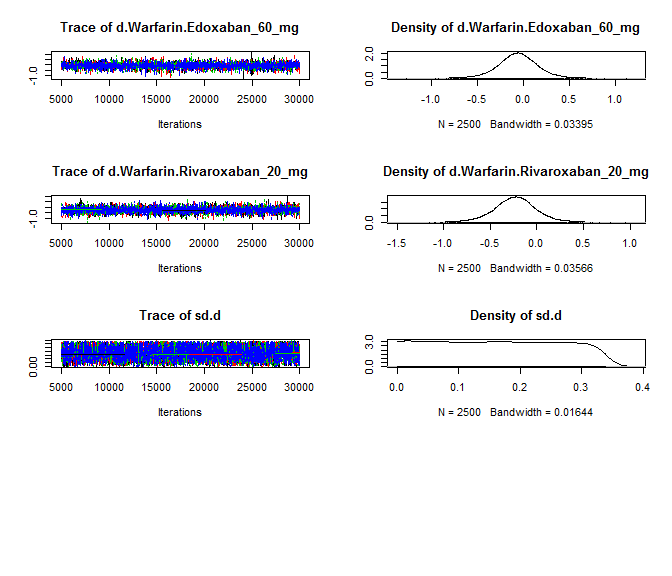 Trace of d.Warfarin.Edoxaban_60_mg
-1.0
5000 10000 15000 20000 25000 30000
Iterations
Density of d.Warfarin.Edoxaban_60_mg
0.0 2.0
-1.0 -0.5 0.0 0.5 1.0
N = 2500 Bandwidth = 0.03395
Trace of d.Warfarin.Rivaroxaban_20_mg
-1.0
5000 10000 15000 20000 25000 30000
Iterations
Density of d.Warfarin.Rivaroxaban_20_mg
0.0
-1.5 -1.0 -0.5 0.0 0.5 1.0
N = 2500 Bandwidth = 0.03566
Trace of sd.d
0.00
5000 10000 15000 20000 25000 30000
Iterations
Density of sd.d
0.0 3.0
0.0 0.1 0.2 0.3 0.4
N = 2500 Bandwidth = 0.01644